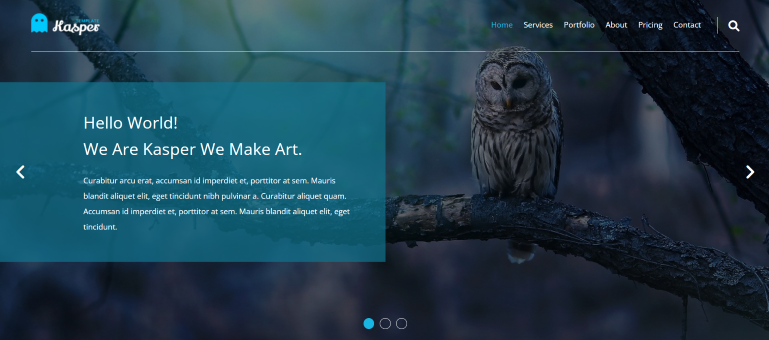 TEMPLATE
Kasper
Home Services Portfolio About Pricing Contact
Hello World!
We Are Kasper We Make Art.
Curabitur arcu erat, accumsan id imperdiet et, porttitor at sem. Mauris
blandit aliquet elit, eget tincidunt nibh pulvinar a. Curabitur aliquet quam.
Accumsan id imperdiet et, porttitor at sem. Mauris blandit aliquet elit, eget
tincidunt.